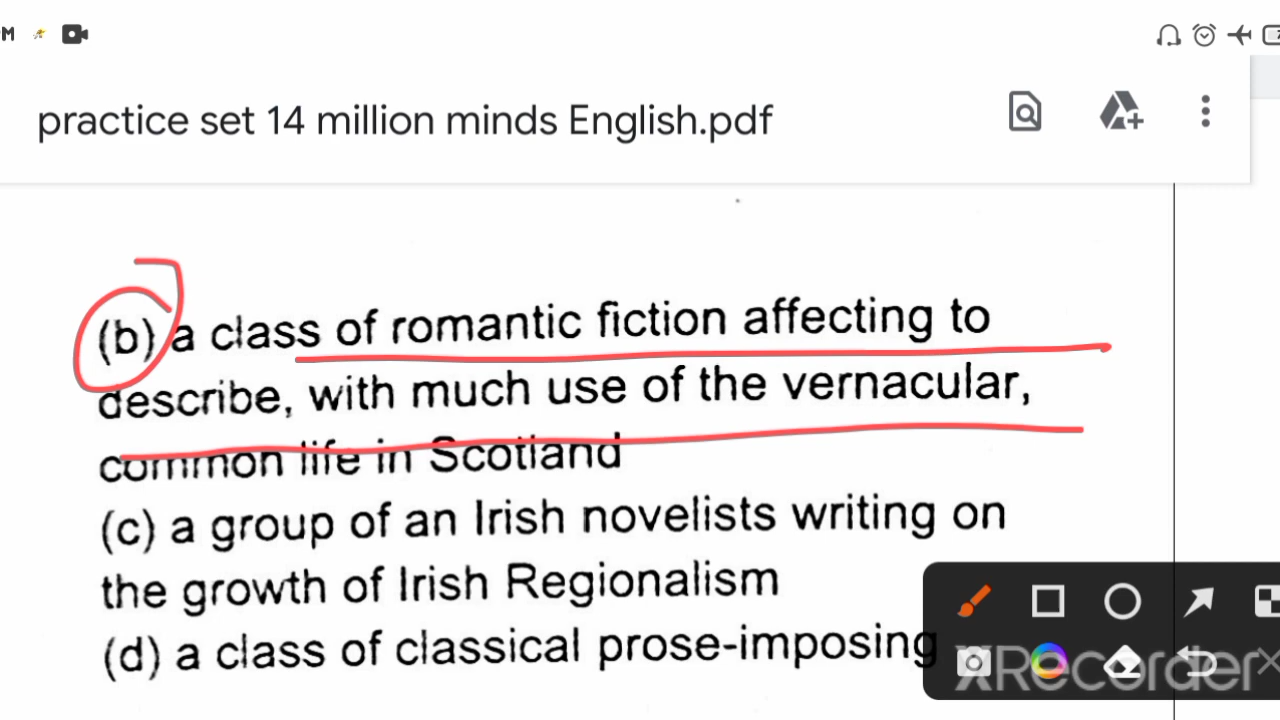 M
practice set 14 million minds English.pdf
(b) a class of romantic fiction affecting to
describe, with much use of the vernacular,
common life in Scotland
(c) a group of an Irish novelists writing on
the growth of Irish Regionalism
(d) a class of classical prose-imposing
XRecorder